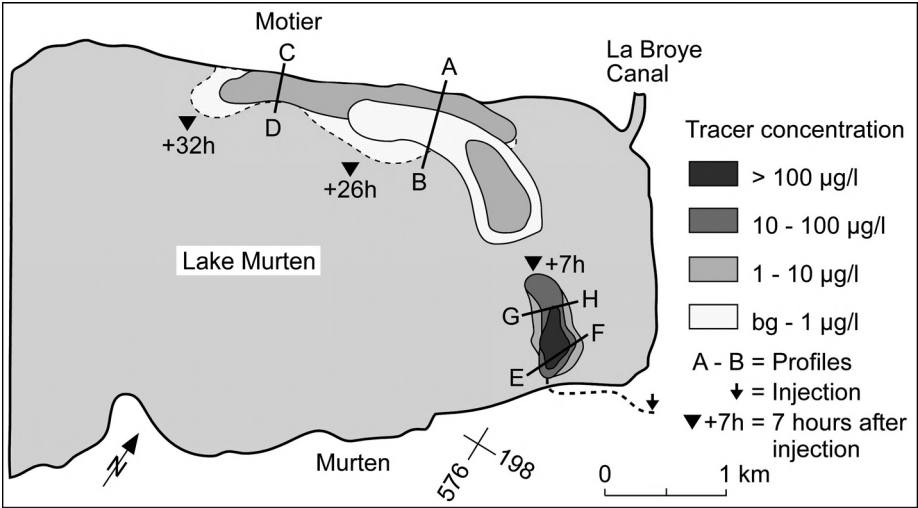 Motier
C
A
La Broye
Canal
D
+32h
B
+26h
Tracer concentration
> 100 µg/l
10 - 100 µg/l
1 - 10 µg/l
bg - 1 µg/l
Lake Murten
+7h
G
H
F
E
A - B = Profiles
= Injection
+7h = 7 hours after
injection
N
Murten
576
198
0
1 km